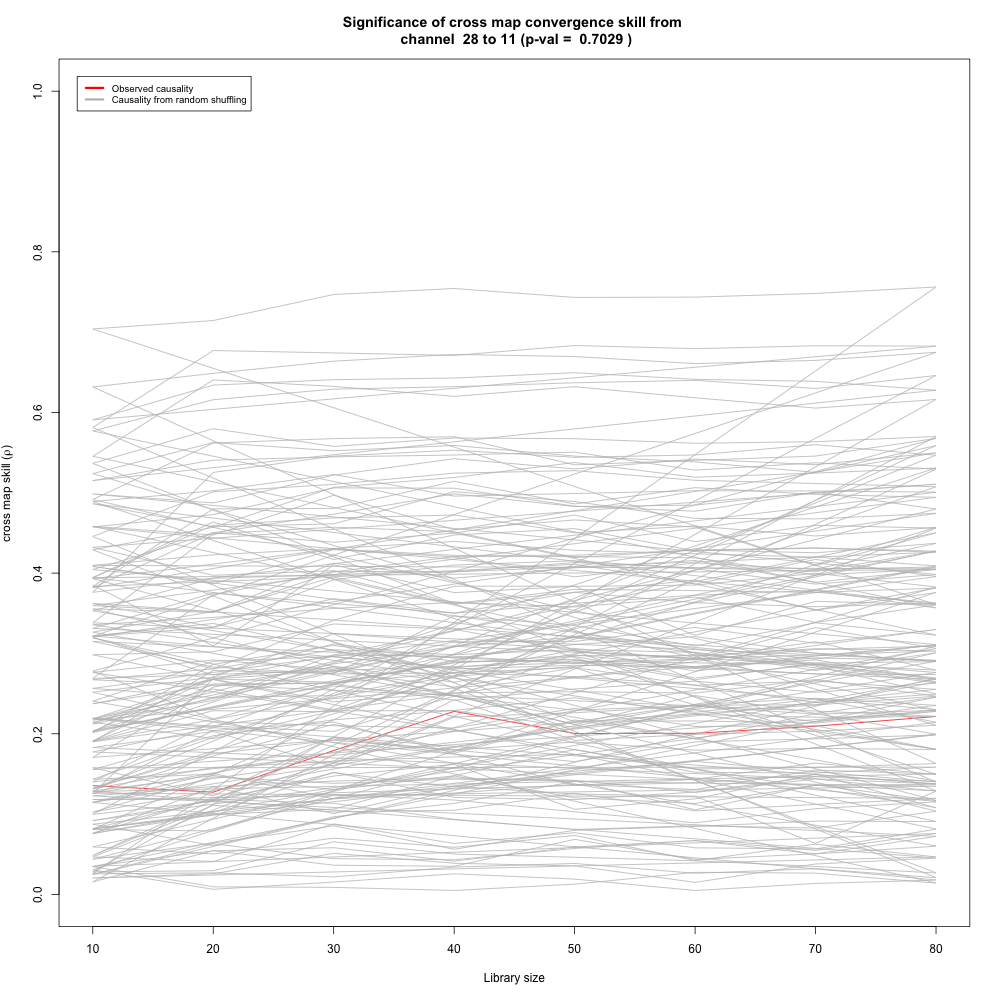 Significance of cross map convergence skill from
channel  28 to 11 (p-val =  0.7029 )
Observed causality
Causality from random shuffling
1.0
0.8
0.6
0.4
0.2
0.0
cross map skill (ρ)
10 20 30 40 50 60 70 80
Library size